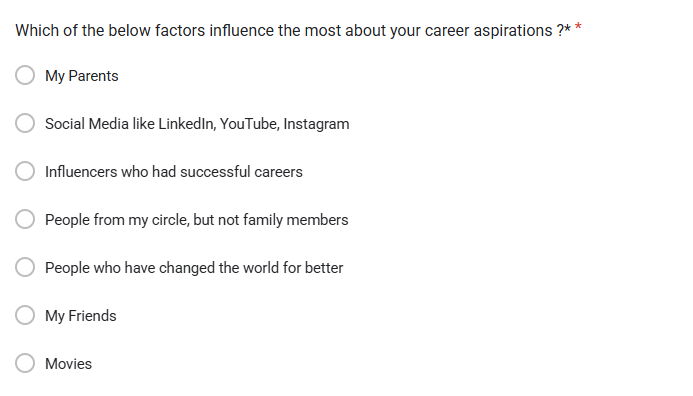 Which of the below factors influence the most about your career aspirations ?* *
My Parents
Social Media like LinkedIn, YouTube, Instagram
Influencers who had successful careers
People from my circle, but not family members
People who have changed the world for better
My Friends
Movies